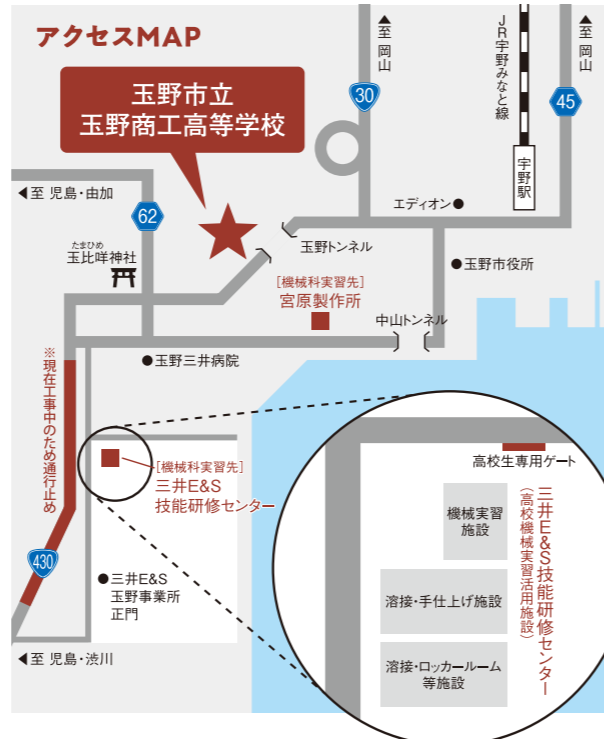 アクセスMAP
玉野市立
玉野商工高等学校
▲至 岡山
30
JR宇野みなと線
▲至 岡山
45
宇野駅
◀至 児島・由加
62
エディオン
玉野トンネル
玉野市役所
たまひめ
玉比咩神社
[機械科実習先]
宮原製作所
中山トンネル
玉野三井病院
※現在工事中のため通行止め
[機械科実習先]
三井E&S
技能研修センター
430
三井E&S
玉野事業所
正門
◀至 児島・渋川
高校生専用ゲート
機械実習
施設
溶接・手仕上げ施設
溶接・ロッカールーム
等施設
三井E&S技能研修センター
(高校機械実習活用施設)